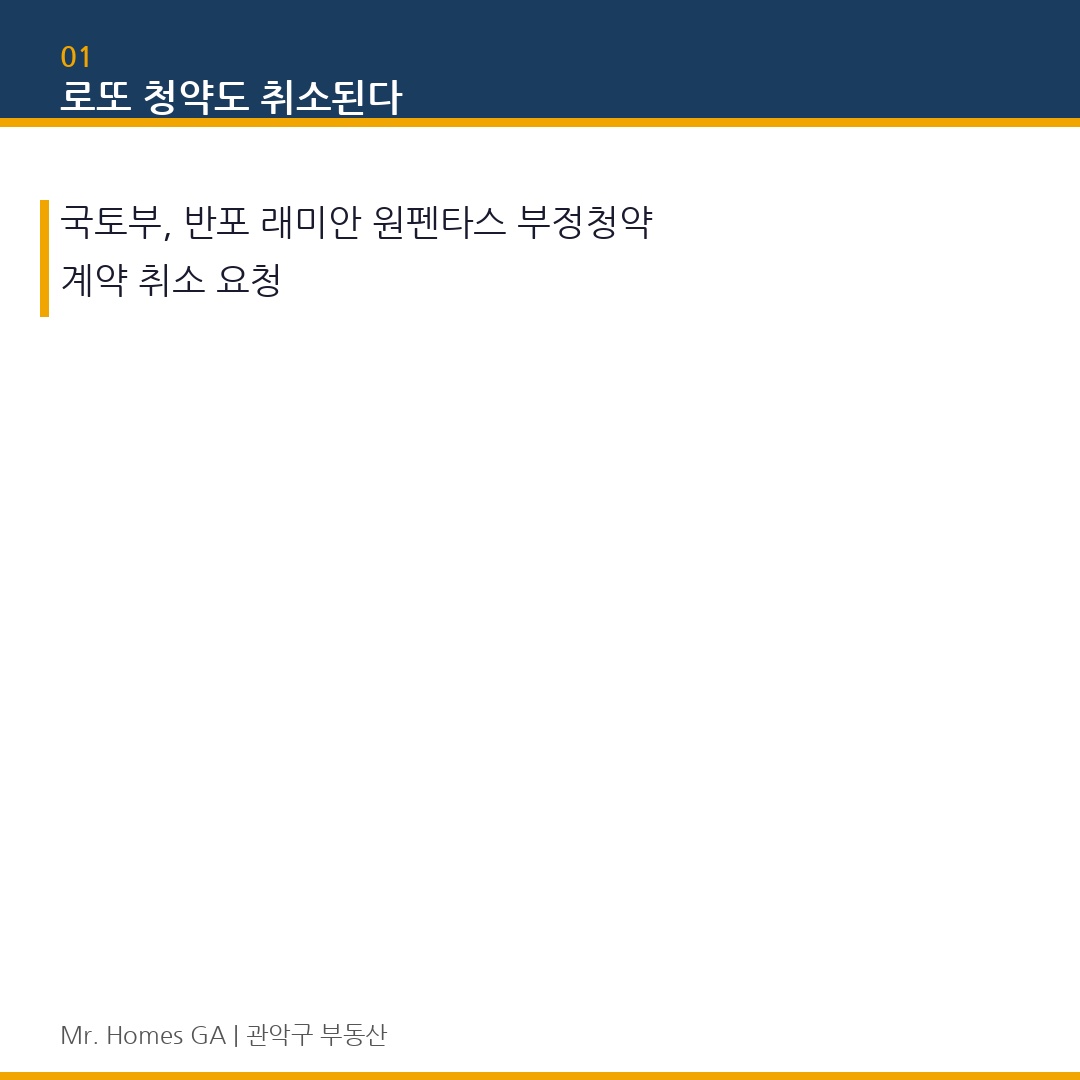 01
로또 청약도 취소된다
국토부, 반포 래미안 원펜타스 부정청약
계약 취소 요청
Mr. Homes GA | 관악구 부동산